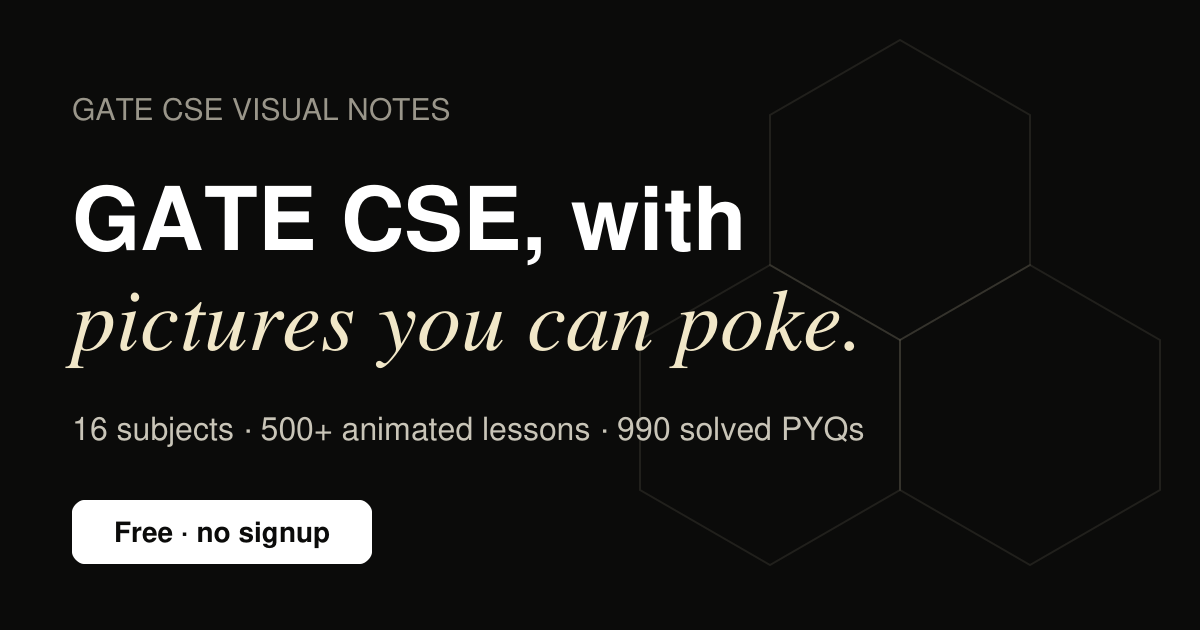 GATE CSE VISUAL NOTES
GATE CSE, with
pictures you can poke.
16 subjects · 500+ animated lessons · 990 solved PYQs
Free · no signup